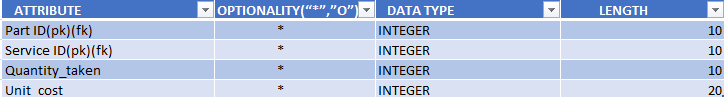 ATTRIBUTE OPTIONALITY(“*”,”O”) DATA TYPE LENGTH
Part ID(pk)(fk) * INTEGER 10
Service ID(pk)(fk) * INTEGER 10
Quantity_taken * INTEGER 10
Unit_cost * INTEGER 20